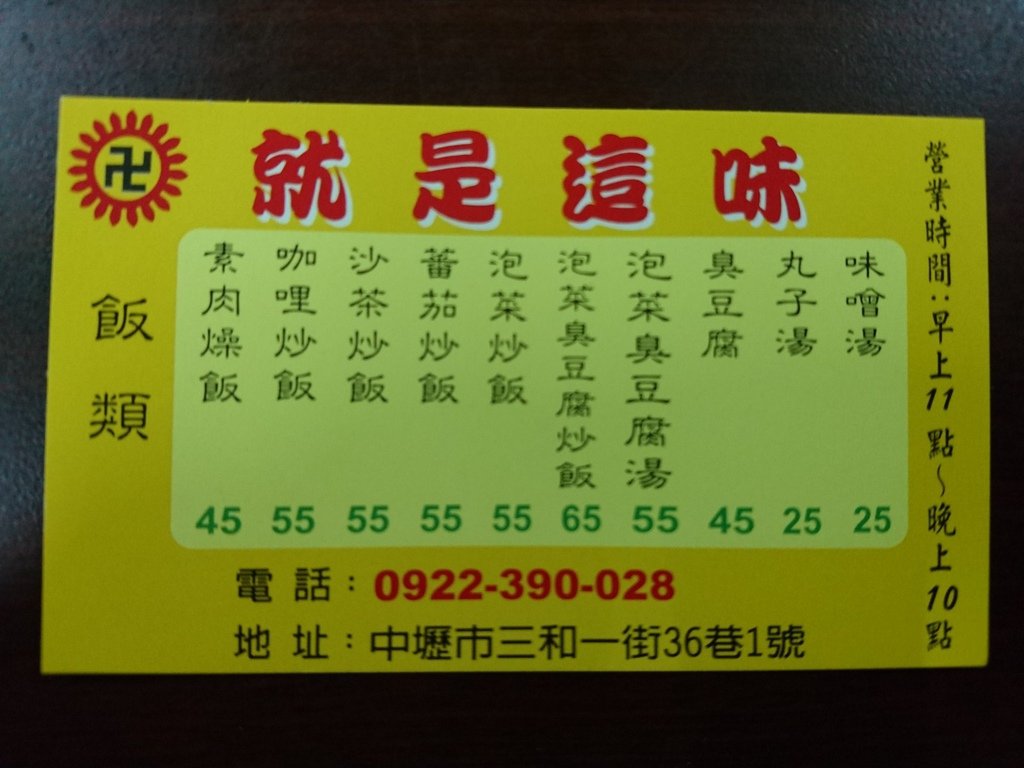 卍
就是這味
飯類
素肉燥飯 45
咖哩炒飯 55
沙茶炒飯 55
蕃茄炒飯 55
泡菜炒飯 55
泡菜臭豆腐炒飯 65
泡菜臭豆腐湯 55
臭豆腐 45
丸子湯 25
味噌湯 25
營業時間:早上11點~晚上10點
電話：0922-390-028
地址：中壢市三和一街36巷1號